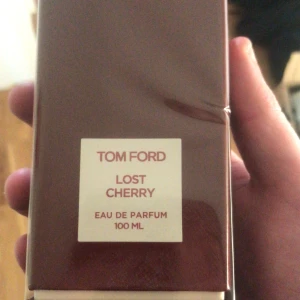 TOM FORD
LOST
CHERRY
EAU DE PARFUM
100 ML